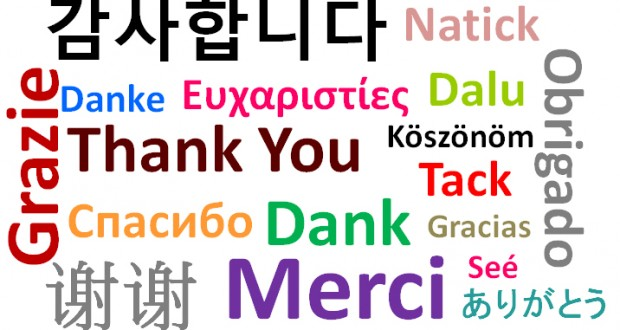 감사합니다
Natick
Grazie
Danke
Ευχαριστίες
Dalu
Obrigado
Thank You
Köszönöm
Tack
Спасибо
Dank
Gracias
谢谢
Merci
Seé
ありがとう